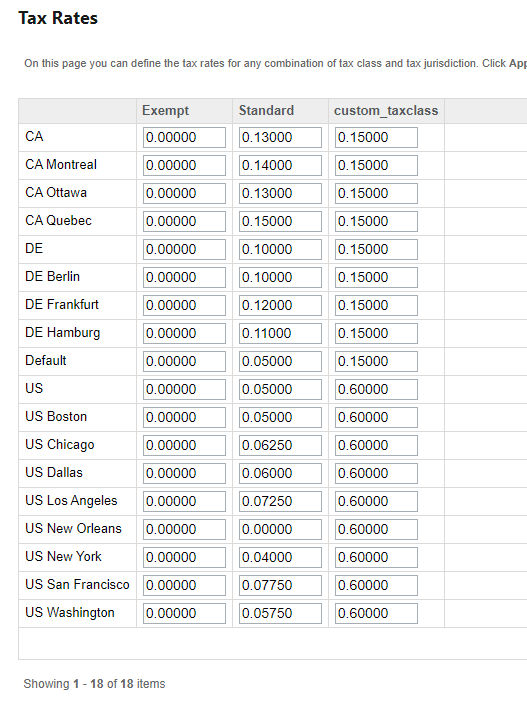 Tax Rates
On this page you can define the tax rates for any combination of tax class and tax jurisdiction. Click
Exempt Standard custom_taxclass
CA 0.00000 0.13000 0.15000
CA Montreal 0.00000 0.14000 0.15000
CA Ottawa 0.00000 0.13000 0.15000
CA Quebec 0.00000 0.15000 0.15000
DE 0.00000 0.10000 0.15000
DE Berlin 0.00000 0.10000 0.15000
DE Frankfurt 0.00000 0.12000 0.15000
DE Hamburg 0.00000 0.11000 0.15000
Default 0.00000 0.05000 0.15000
US 0.00000 0.05000 0.60000
US Boston 0.00000 0.05000 0.60000
US Chicago 0.00000 0.06250 0.60000
US Dallas 0.00000 0.06000 0.60000
US Los Angeles 0.00000 0.07250 0.60000
US New Orleans 0.00000 0.00000 0.60000
US New York 0.00000 0.04000 0.60000
US San Francisco 0.00000 0.07750 0.60000
US Washington 0.00000 0.05750 0.60000
Showing 1 - 18 of 18 items